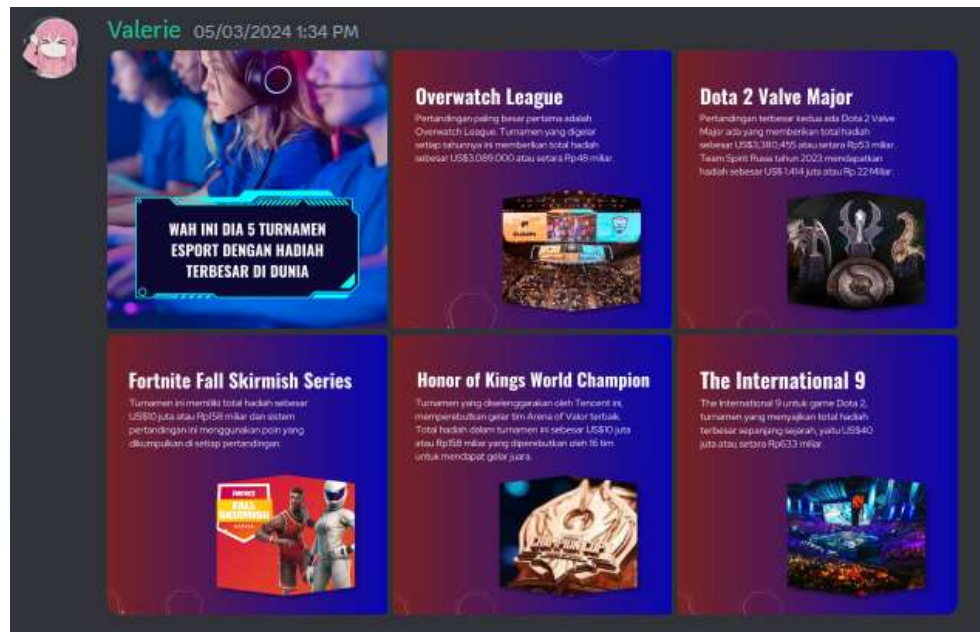 Valerie 05/03/2024 1:34 PM
WAH INI DIA 5 TURNAMEN
ESPORT DENGAN HADIAH
TERBESAR DI DUNIA
Overwatch League
Pertandingan paling besar pertama adalah
Overwatch League. Turnamen yang digelar
setiap tahunnya ini memberikan total hadiah
sebesar US$3.089.000 atau setara Rp48 miliar.
Dota 2 Valve Major
Pertandingan terbesar kedua ada Dota 2 Valve
Major ada yang memberikan total hadiah
sebesar US$3,380,455 atau setara Rp53 miliar.
Team Spirit Rusia tahun 2023 mendapatkan
hadiah sebesar US$ 1,414 juta atau Rp 22 Miliar.
Fortnite Fall Skirmish Series
Turnamen ini memiliki total hadiah sebesar
US$10 juta atau Rp158 miliar dan sistem
pertandingan ini menggunakan poin yang
dikumpulkan di setiap pertandingan.
FORTNITE
FALL
SKIRMISH
SERIES
Honor of Kings World Champion
Turnamen yang diselenggarakan oleh Tencent ini,
memperebutkan gelar tim Arena of Valor terbaik.
Total hadiah dalam turnamen ini sebesar US$10 juta
atau Rp158 miliar yang diperebutkan oleh 16 tim
untuk mendapat gelar juara.
The International 9
The International 9 untuk game Dota 2,
turnamen yang menyajikan total hadiah
terbesar sepanjang sejarah, yaitu US$40
juta atau setara Rp633 miliar.